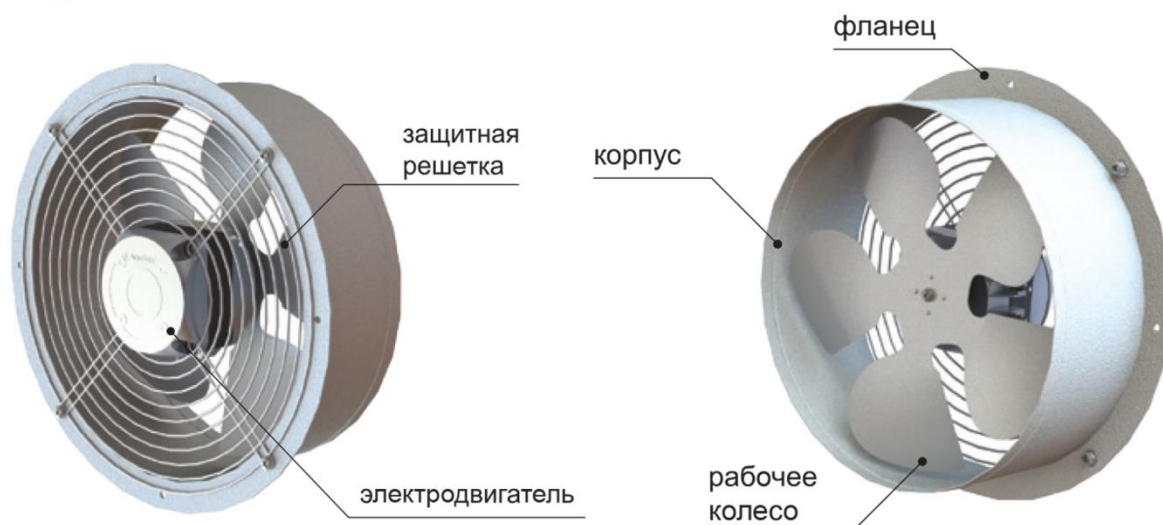 фланец
защитная
решетка
корпус
электродвигатель
рабочее
колесо